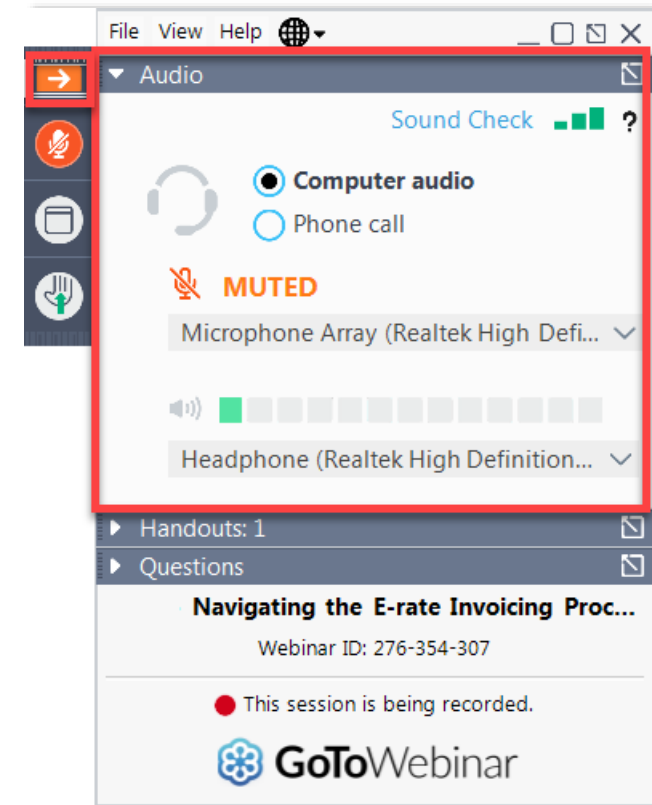 File View Help
Audio
Sound Check ?
Computer audio
Phone call
MUTED
Microphone Array (Realtek High Defi...
Headphone (Realtek High Definition...
Handouts: 1
Questions
Navigating the E-rate Invoicing Proc...
Webinar ID: 276-354-307
This session is being recorded.
GoToWebinar